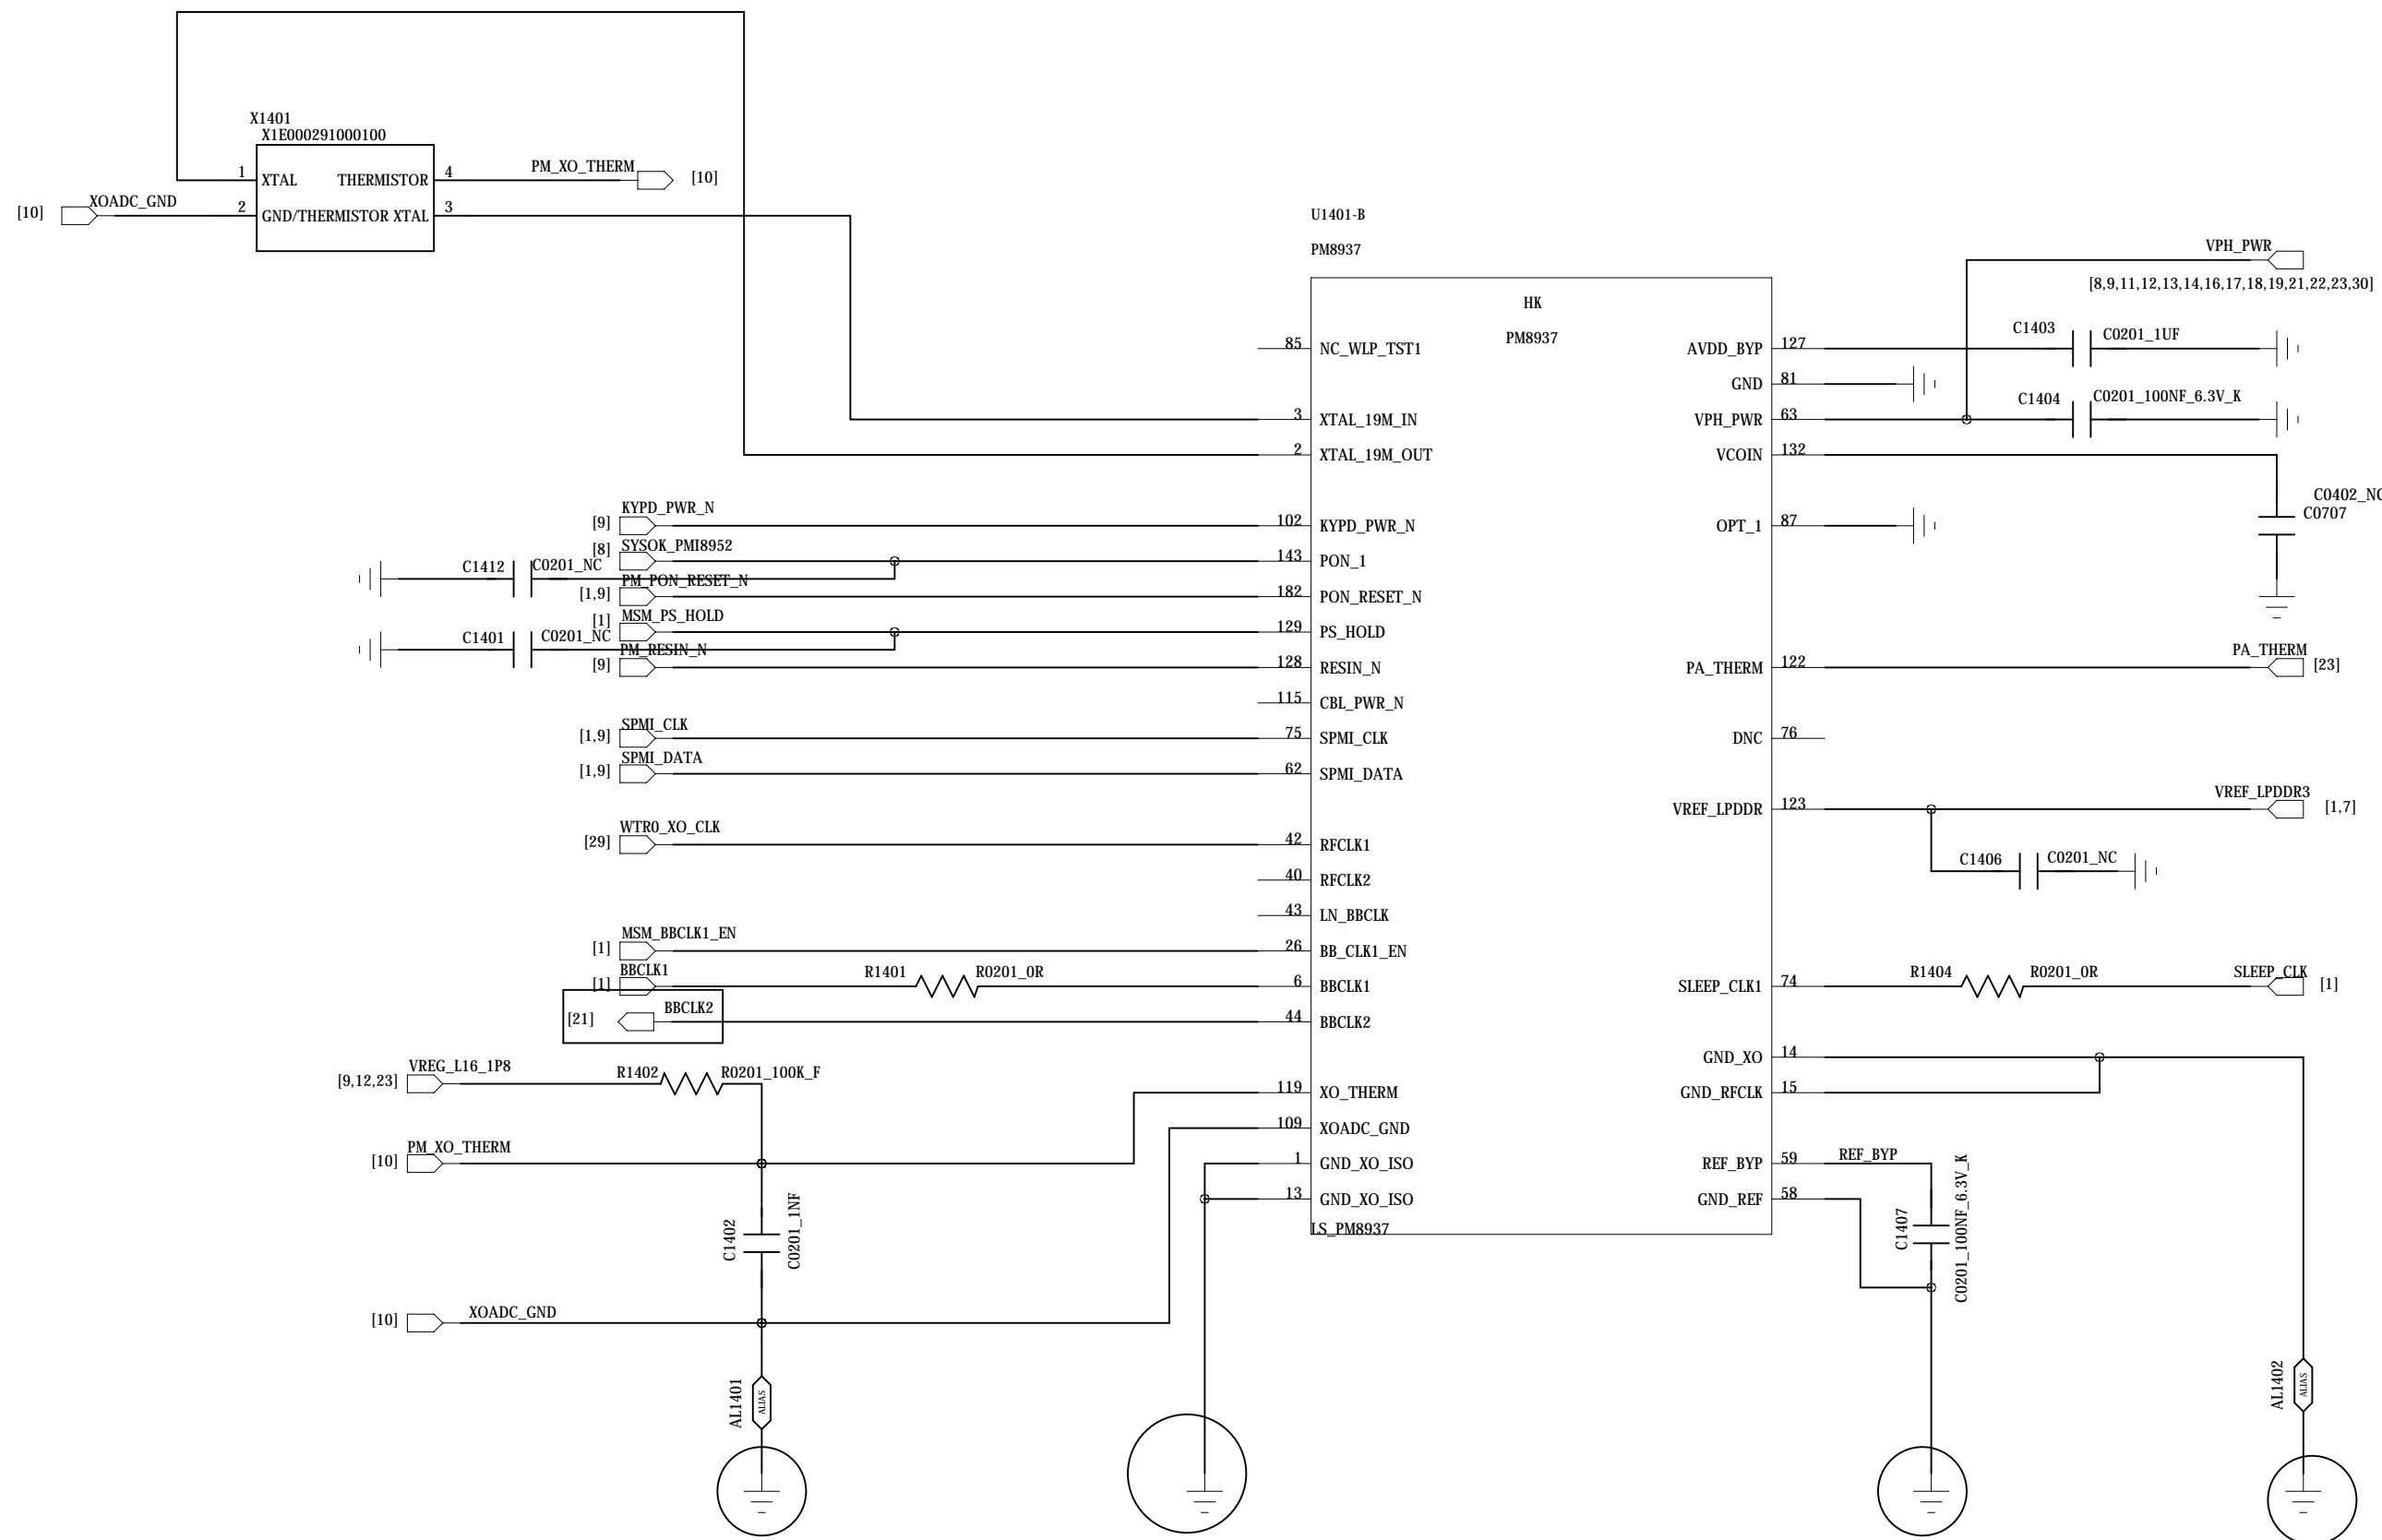 X1401
X1E000291000100
1 XTAL THERMISTOR 4
PM_XO_THERM [10]
[10] XOADC_GND
2 GND/THERMISTOR XTAL 3
U1401-B
PM8937
HK
PM8937
VPH_PWR
[8,9,11,12,13,14,16,17,18,19,21,22,23,30]
85 NC_WLP_TST1
AVDD_BYP 127
C1403 C0201_1UF
GND 81
3 XTAL_19M_IN
VPH_PWR 63
C1404 C0201_100NF_6.3V_K
2 XTAL_19M_OUT
VCOIN 132
C0402_NC
C0707
[9] KYPD_PWR_N
102 KYPD_PWR_N
OPT_1 87
[8] SYSOK_PMI8952
143 PON_1
C1412 C0201_NC
[1,9] PM_PON_RESET_N
182 PON_RESET_N
[1] MSM_PS_HOLD
129 PS_HOLD
C1401 C0201_NC
[9] PM_RESIN_N
128 RESIN_N
PA_THERM 122
PA_THERM [23]
115 CBL_PWR_N
[1,9] SPMI_CLK
75 SPMI_CLK
DNC 76
[1,9] SPMI_DATA
62 SPMI_DATA
VREF_LPDDR 123
VREF_LPDDR3 [1,7]
[29] WTR0_XO_CLK
42 RFCLK1
C1406 C0201_NC
40 RFCLK2
43 LN_BBCLK
[1] MSM_BBCLK1_EN
26 BB_CLK1_EN
[1] BBCLK1
R1401 R0201_0R
6 BBCLK1
SLEEP_CLK1 74
R1404 R0201_0R
SLEEP_CLK [1]
[21] BBCLK2
44 BBCLK2
GND_XO 14
[9,12,23] VREG_L16_1P8
R1402 R0201_100K_F
119 XO_THERM
GND_RFCLK 15
109 XOADC_GND
[10] PM_XO_THERM
1 GND_XO_ISO
REF_BYP 59 REF_BYP
13 GND_XO_ISO
GND_REF 58
LS_PM8937
C1402
C0201_1NF
C1407
C0201_100NF_6.3V_K
[10] XOADC_GND
AL1401
ALIAS
AL1402
ALIAS